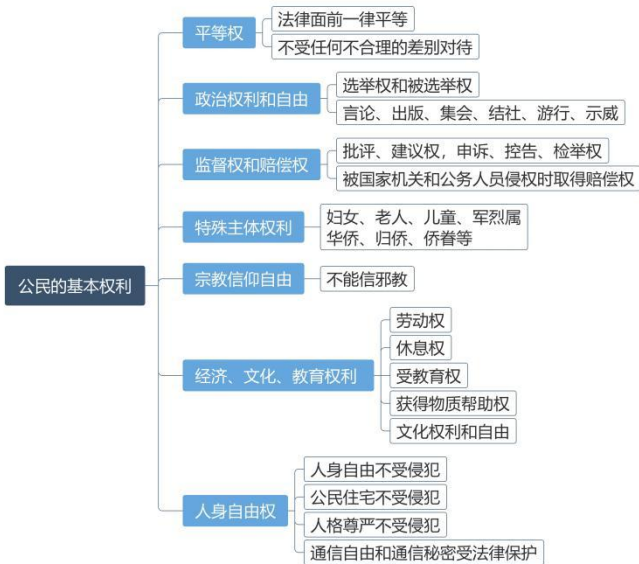 公民的基本权利
平等权
法律面前一律平等
不受任何不合理的差别对待
政治权利和自由
选举权和被选举权
言论、出版、集会、结社、游行、示威
监督权和赔偿权
批评、建议权，申诉、控告、检举权
被国家机关和公务人员侵权时取得赔偿权
特殊主体权利
妇女、老人、儿童、军烈属
华侨、归侨、侨眷等
宗教信仰自由
不能信邪教
经济、文化、教育权利
劳动权
休息权
受教育权
获得物质帮助权
文化权利和自由
人身自由权
人身自由不受侵犯
公民住宅不受侵犯
人格尊严不受侵犯
通信自由和通信秘密受法律保护